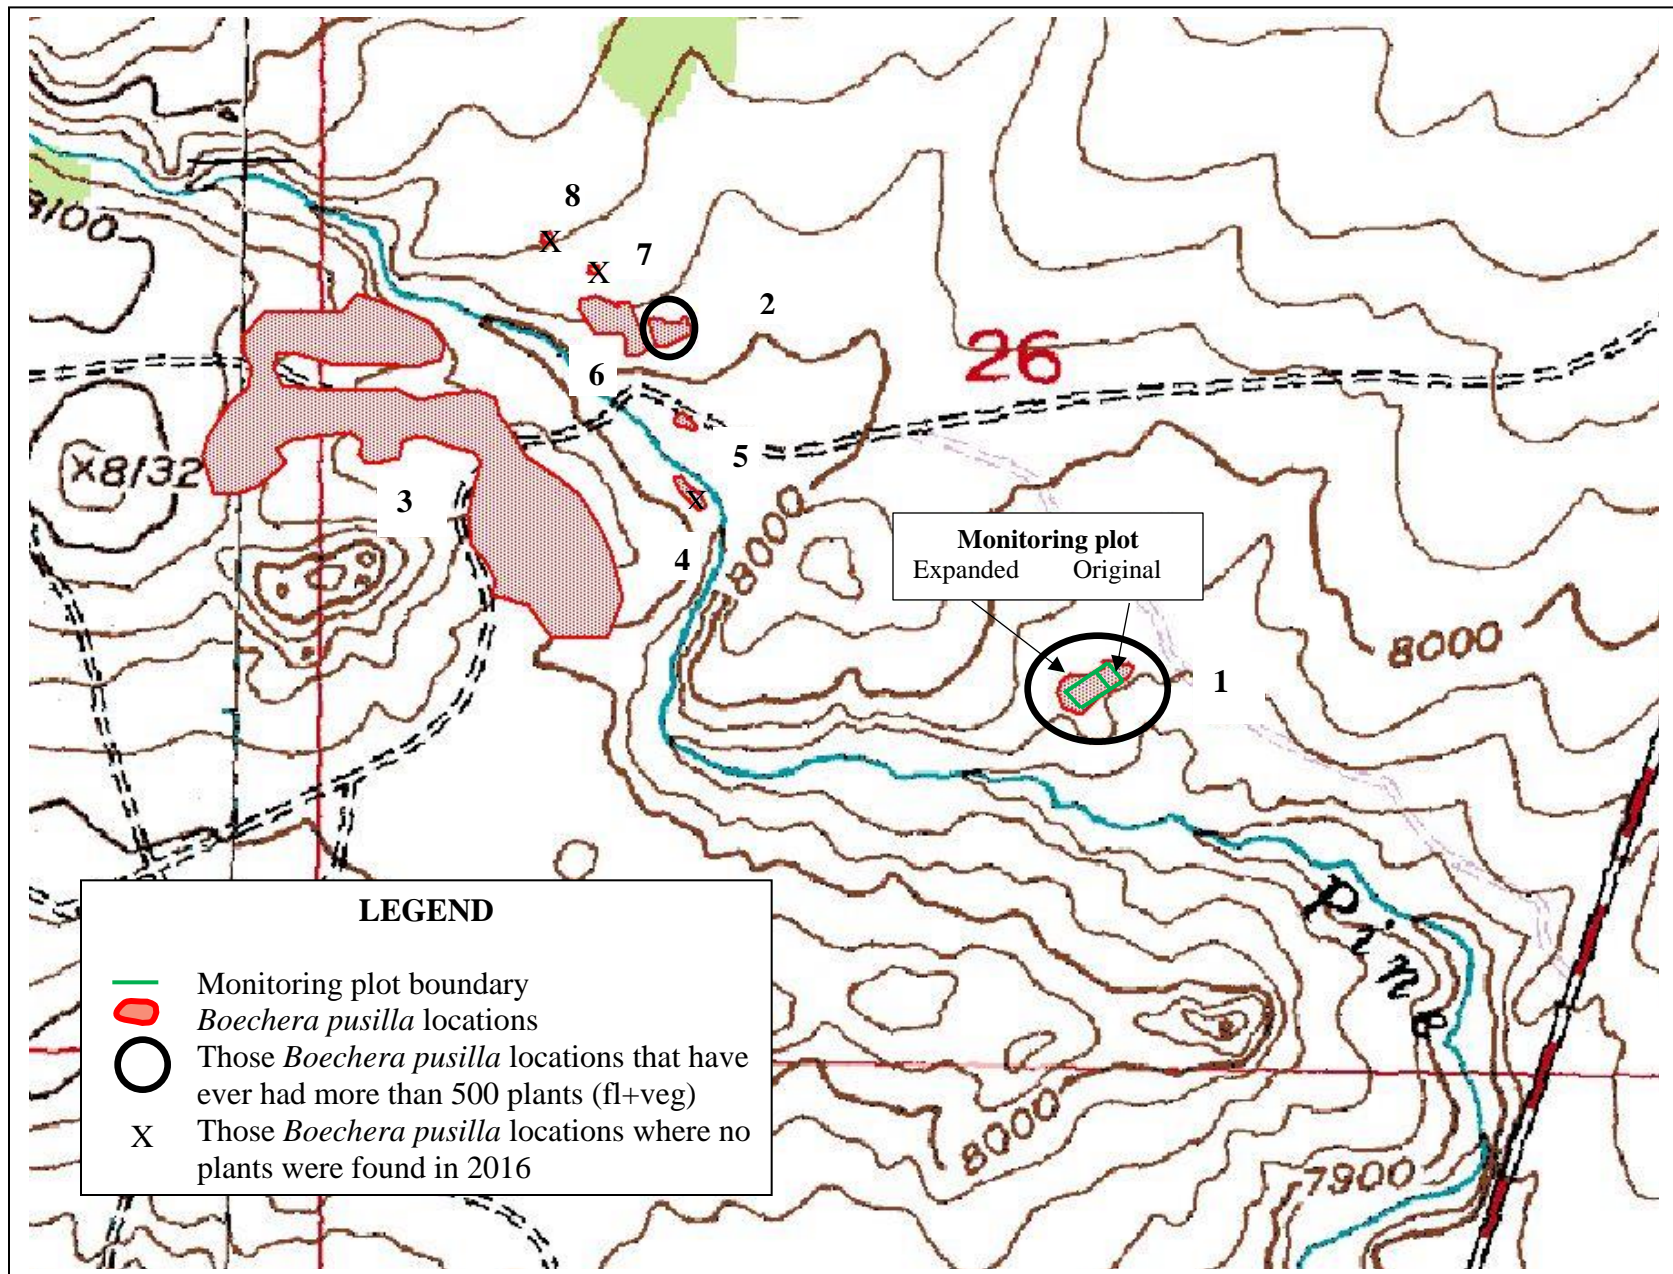 8100
8
7
2
26
6
X8132
5
3
8000
4
Monitoring plot
Expanded Original
8000
1
Pine
LEGEND
Monitoring plot boundary
Boechera pusilla locations
Those Boechera pusilla locations that have
ever had more than 500 plants (fl+veg)
X Those Boechera pusilla locations where no
plants were found in 2016
8000
7900
X
X
X